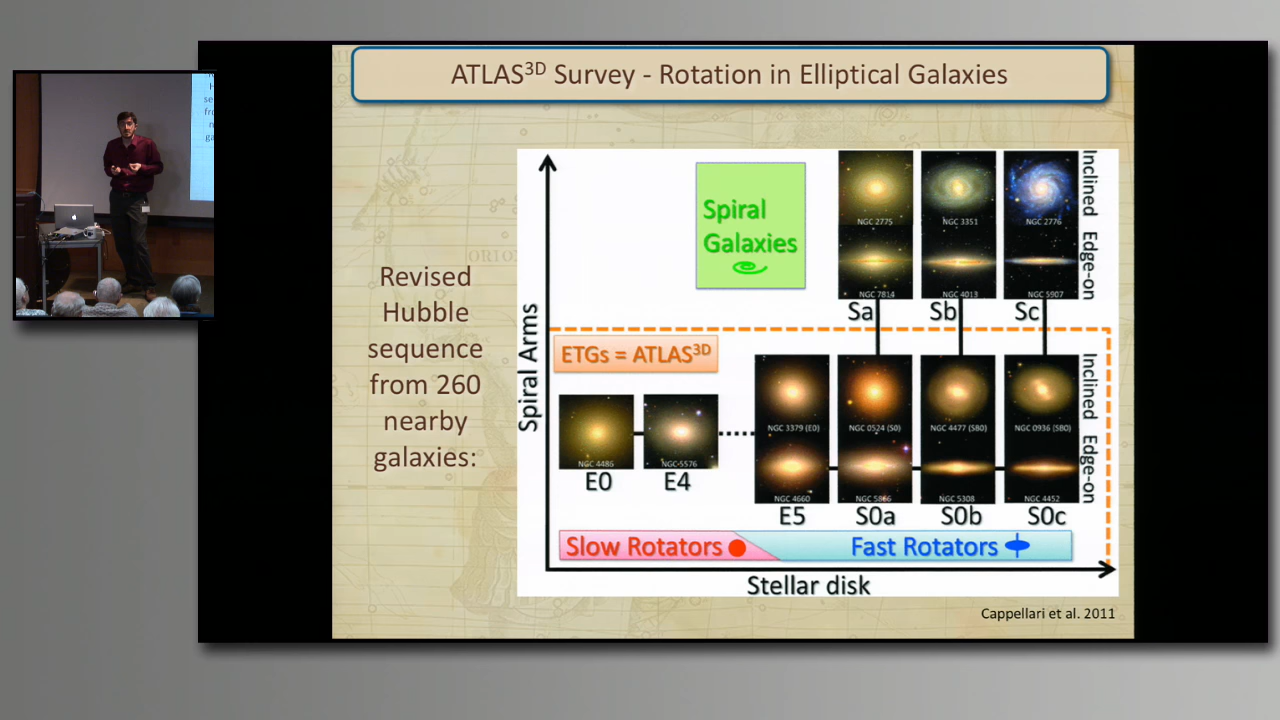 ATLAS3D Survey - Rotation in Elliptical Galaxies
Revised
Hubble
sequence
from 260
nearby
galaxies:
Spiral Arms
Spiral
Galaxies
NGC 2775
NGC 3351
NGC 2776
NGC 7814
NGC 4013
NGC 5907
Inclined
Edge-on
Sa
Sb
Sc
ETGs = ATLAS3D
NGC 4486
NGC 5576
E0
E4
NGC 3379 (E0)
NGC 0524 (S0)
NGC 4477 (SB0)
NGC 0936 (SB0)
NGC 4660
NGC 5866
NGC 5308
NGC 4452
Inclined
Edge-on
E5
S0a
S0b
S0c
Slow Rotators
Fast Rotators
Stellar disk
Cappellari et al. 2011